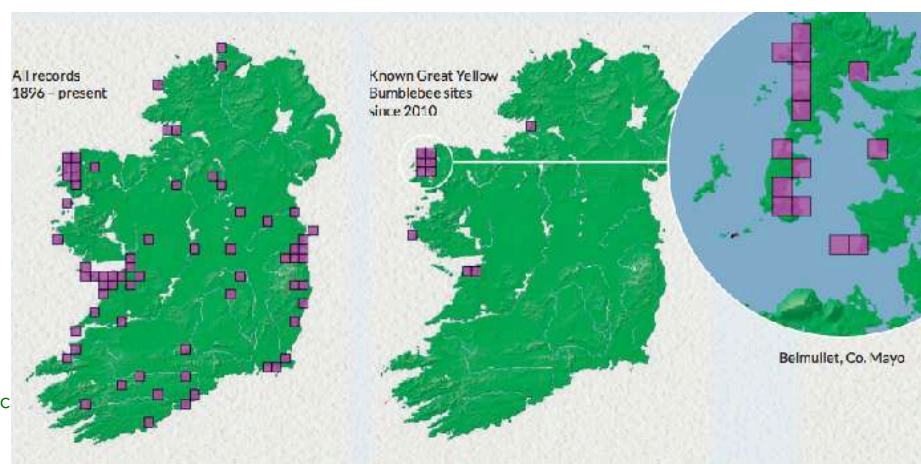 All records
1896 – present
Known Great Yellow
Bumblebee sites
since 2010
Belmullet, Co. Mayo
c